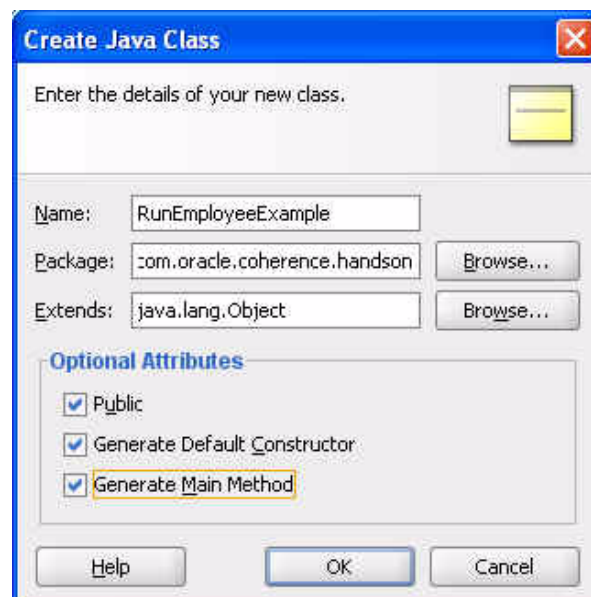 Create Java Class
Enter the details of your new class.
Name: RunEmployeeExample
Package: com.oracle.coherence.handson Browse...
Extends: java.lang.Object Browse...
Optional Attributes
Public
Generate Default Constructor
Generate Main Method
Help OK Cancel